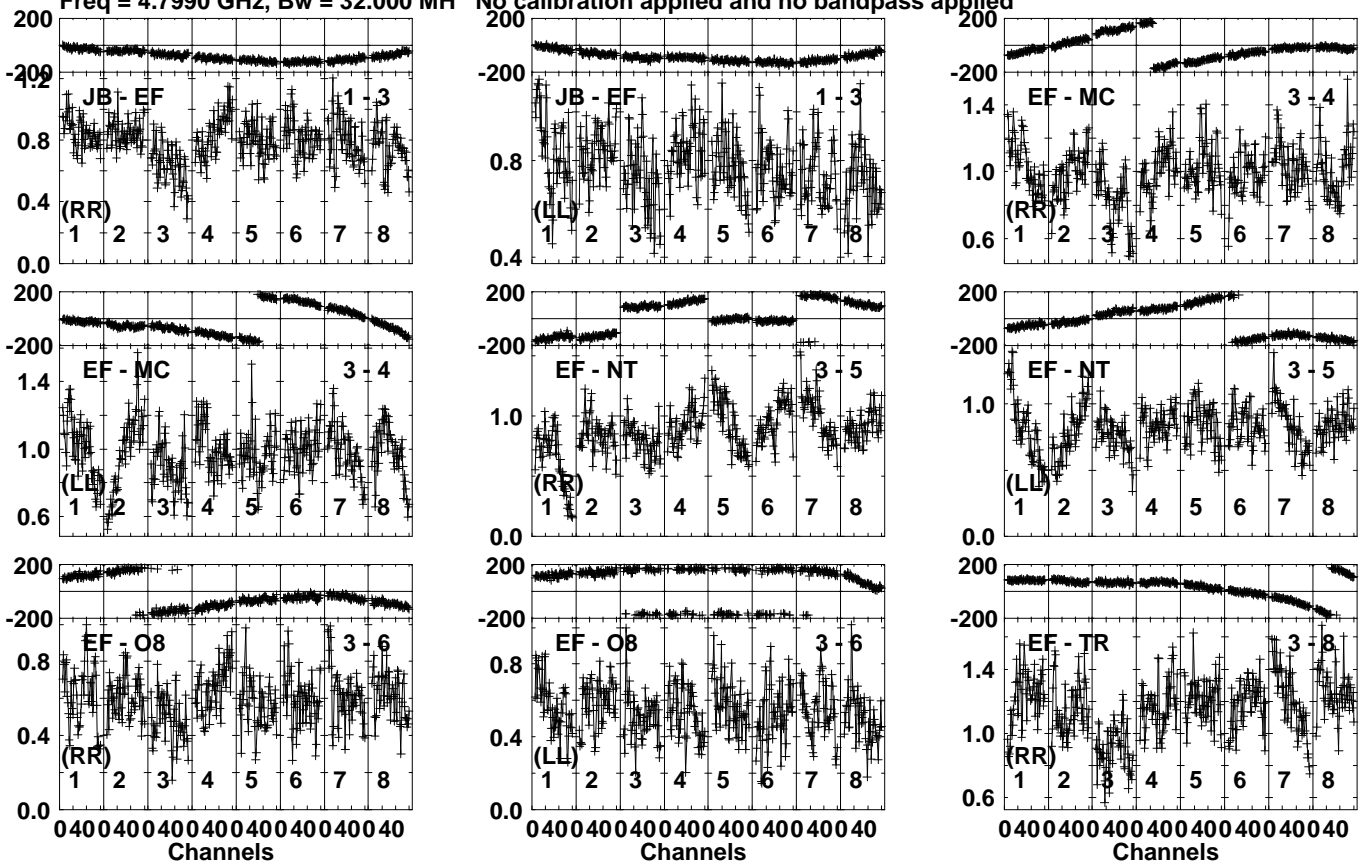 Freq = 4.7990 GHz, Bw = 32.000 MH No calibration applied and no bandpass applied
200
-200
1.2
0.8
0.4
0.0
JB - EF 1 - 3
(RR)
1 2 3 4 5 6 7 8
200
-200
0.8
0.4
JB - EF 1 - 3
(LL)
1 2 3 4 5 6 7 8
200
-200
1.4
1.0
0.6
EF - MC 3 - 4
(RR)
1 2 3 4 5 6 7 8
200
-200
1.4
1.0
0.6
EF - MC 3 - 4
(LL)
1 2 3 4 5 6 7 8
200
-200
1.0
0.0
EF - NT 3 - 5
(RR)
1 2 3 4 5 6 7 8
200
-200
1.0
0.0
EF - NT 3 - 5
(LL)
1 2 3 4 5 6 7 8
200
-200
0.8
0.4
0.0
EF - O8 3 - 6
(RR)
1 2 3 4 5 6 7 8
0 40 0 40 0 40 0 40 0 40 0 40 0 40 0 40
Channels
200
-200
0.8
0.4
0.0
EF - O8 3 - 6
(LL)
1 2 3 4 5 6 7 8
0 40 0 40 0 40 0 40 0 40 0 40 0 40 0 40
Channels
200
-200
1.4
1.0
0.6
EF - TR 3 - 8
(RR)
1 2 3 4 5 6 7 8
0 40 0 40 0 40 0 40 0 40 0 40 0 40 0 40
Channels